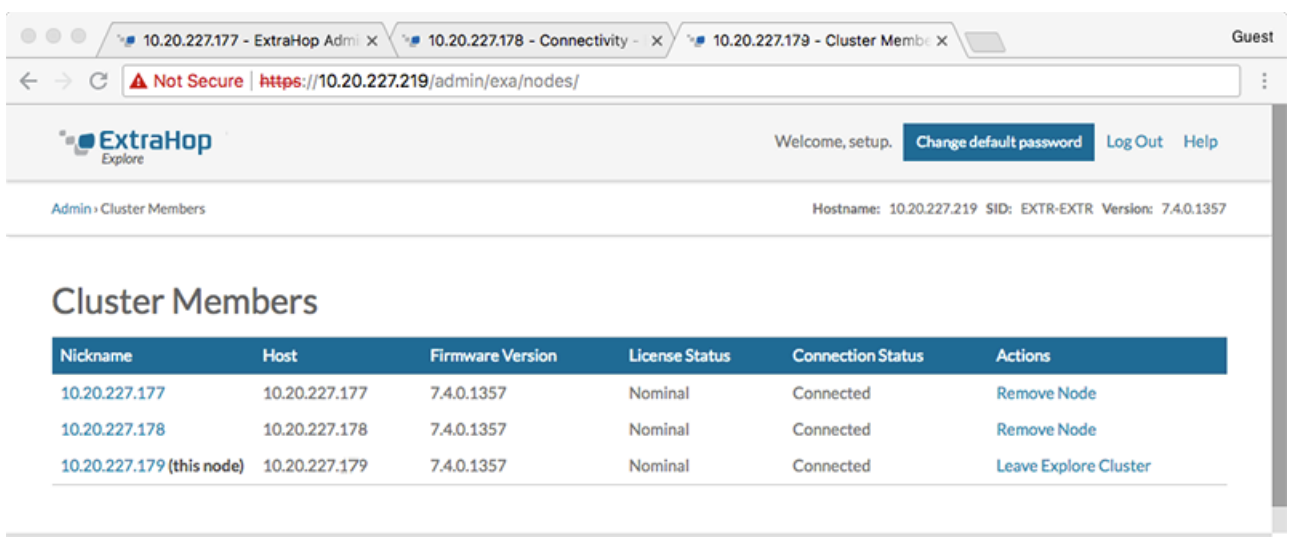 10.20.227.177 - ExtraHop Admi 10.20.227.178 - Connectivity - 10.20.227.179 - Cluster Membe Guest
Not Secure | https://10.20.227.219/admin/exa/nodes/
ExtraHop
Explore
Welcome, setup. Change default password Log Out Help
Admin › Cluster Members Hostname: 10.20.227.219 SID: EXTR-EXTR Version: 7.4.0.1357
Cluster Members
Nickname Host Firmware Version License Status Connection Status Actions
10.20.227.177 10.20.227.177 7.4.0.1357 Nominal Connected Remove Node
10.20.227.178 10.20.227.178 7.4.0.1357 Nominal Connected Remove Node
10.20.227.179 (this node) 10.20.227.179 7.4.0.1357 Nominal Connected Leave Explore Cluster